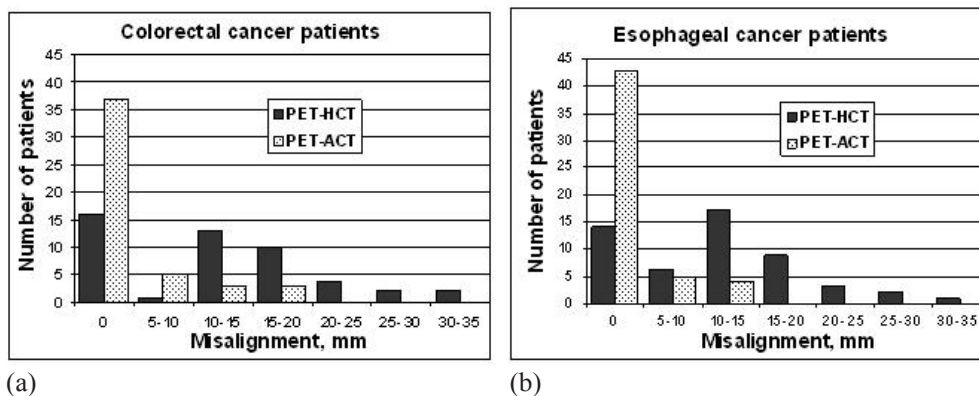 Colorectal cancer patients
Number of patients
45
40
35
30
25
20
15
10
5
0
PET-HCT
PET-ACT
0 5-10 10-15 15-20 20-25 25-30 30-35
Misalignment, mm
(a)
Esophageal cancer patients
Number of patients
45
40
35
30
25
20
15
10
5
0
PET-HCT
PET-ACT
0 5-10 10-15 15-20 20-25 25-30 30-35
Misalignment, mm
(b)